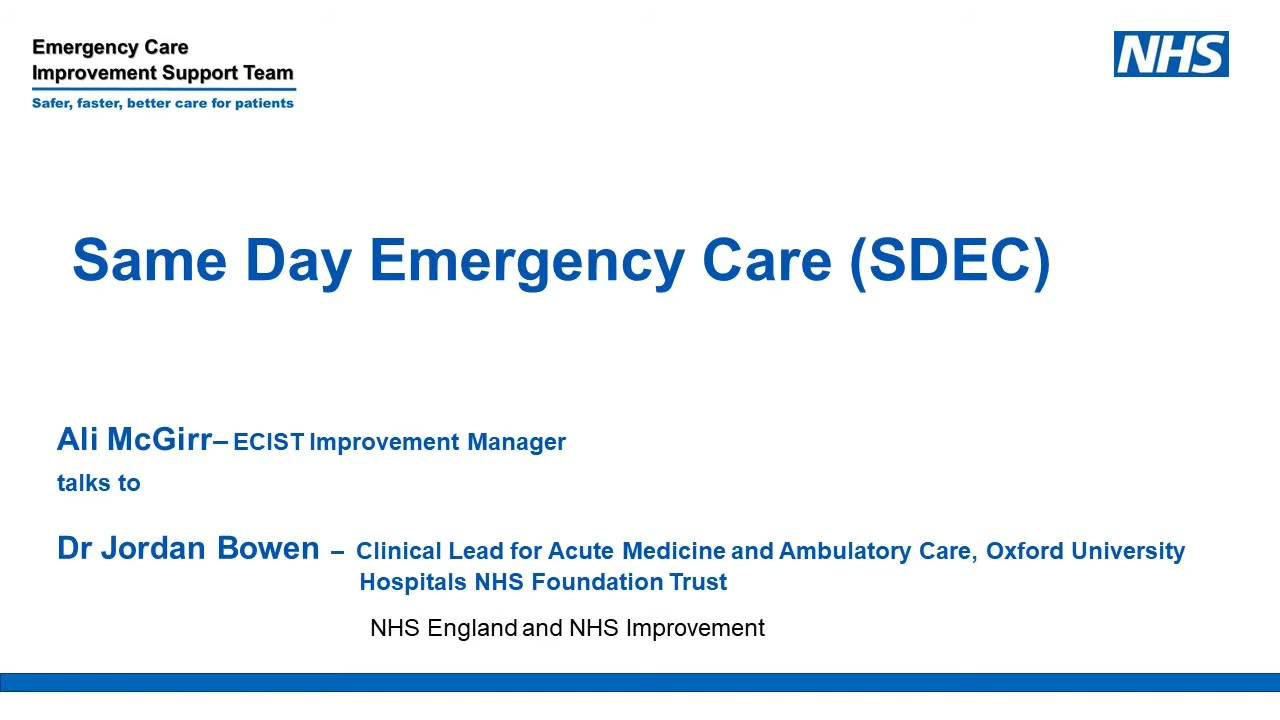 Emergency Care
Improvement Support Team
Safer, faster, better care for patients
NHS
Same Day Emergency Care (SDEC)
Ali McGirr– ECIST Improvement Manager
talks to
Dr Jordan Bowen – Clinical Lead for Acute Medicine and Ambulatory Care, Oxford University
Hospitals NHS Foundation Trust
NHS England and NHS Improvement